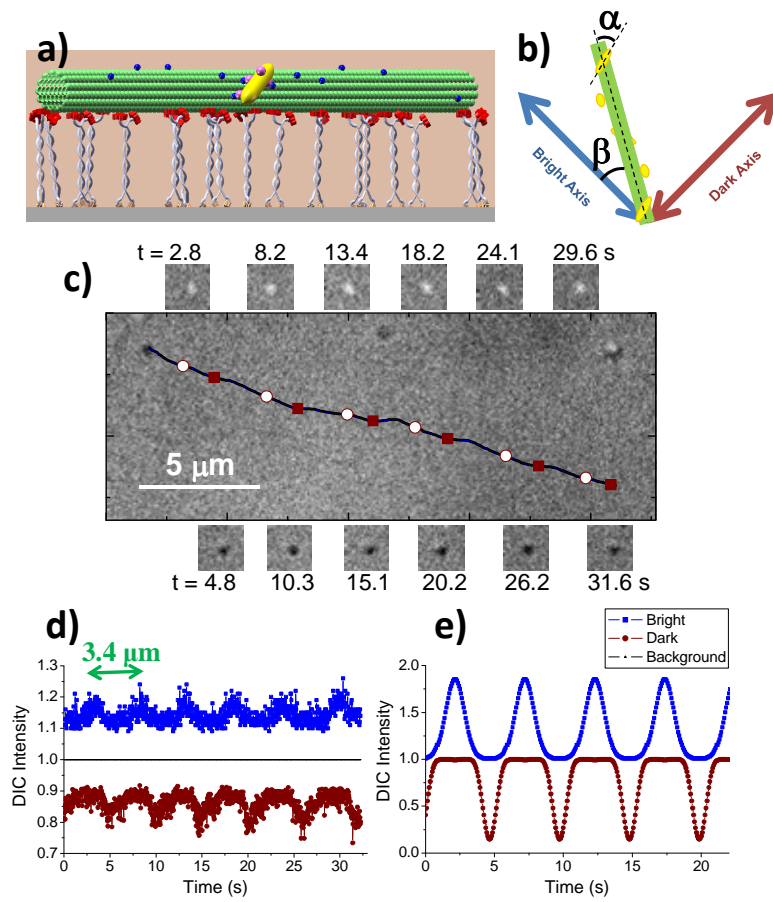 a)
b)
α
β
Bright Axis
Dark Axis
t = 2.8 8.2 13.4 18.2 24.1 29.6 s
c)
5 μm
t = 4.8 10.3 15.1 20.2 26.2 31.6 s
d)
e)
Bright
Dark
Background
3.4 μm
1.3
1.2
1.1
1.0
0.9
0.8
0.7
DIC Intensity
0 5 10 15 20 25 30
Time (s)
2.0
1.5
1.0
0.5
0.0
DIC Intensity
0 5 10 15 20
Time (s)